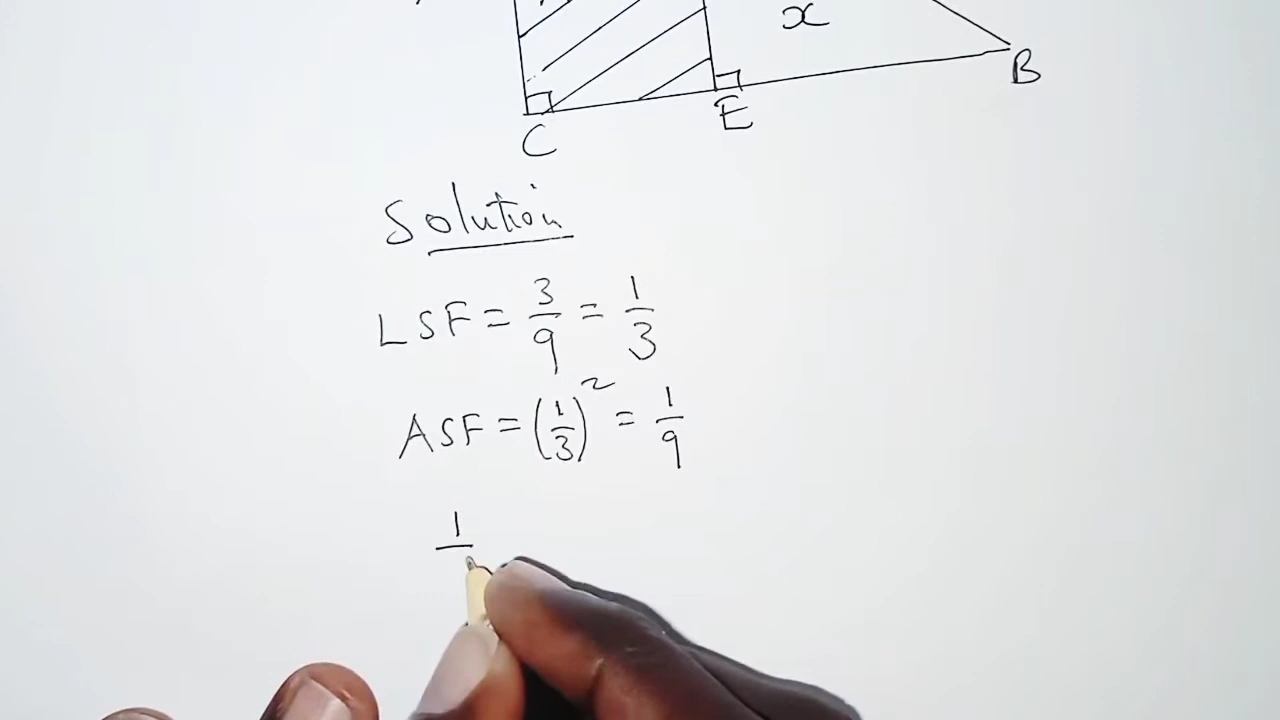 x
B
E
C
Solution
LSF = 3/9 = 1/3
ASF = (1/3)² = 1/9
1